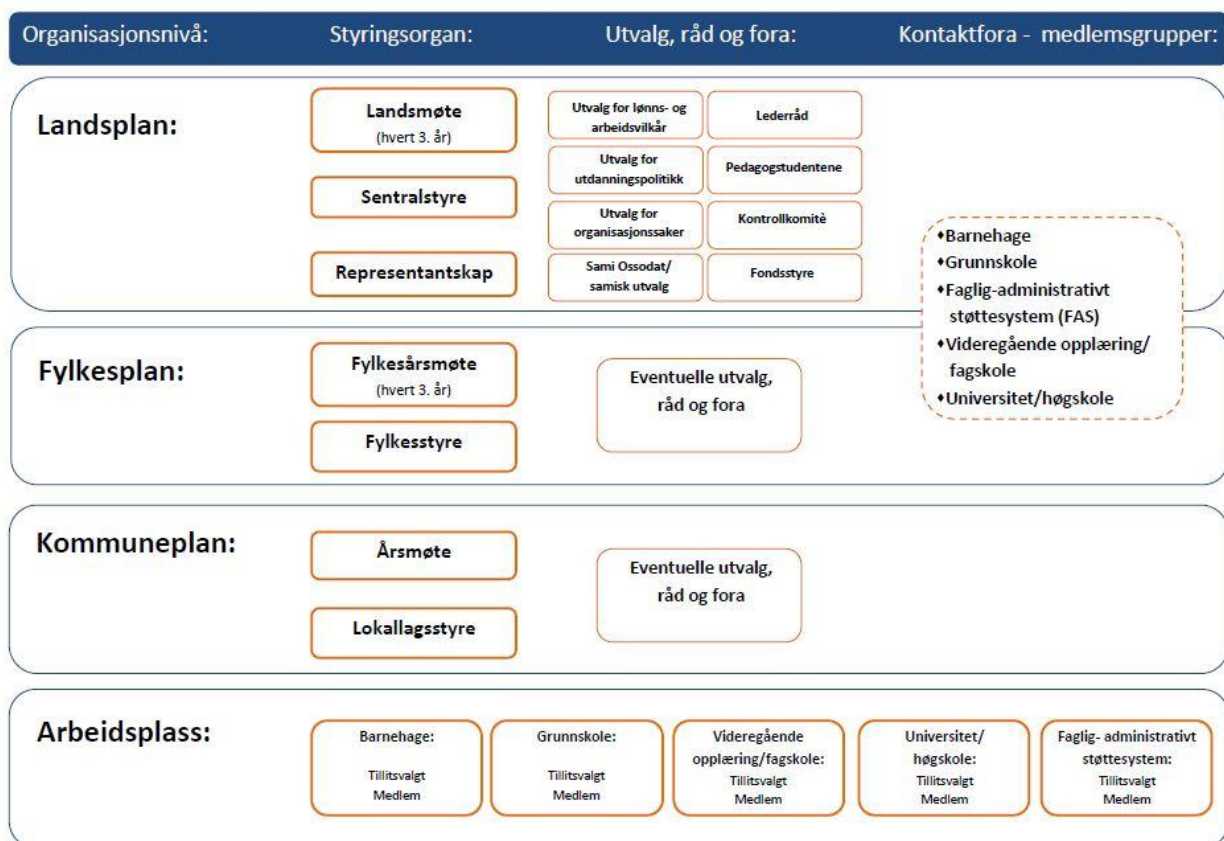 Organisasjonsnivå:
Styringsorgan:
Utvalg, råd og fora:
Kontaktfora - medlemsgrupper:
Landsplan:
Landsmøte
(hvert 3. år)
Sentralstyre
Representantskap
Utvalg for lønns- og
arbeidsvilkår
Lederråd
Utvalg for
utdanningspolitikk
Pedagogstudentene
Utvalg for
organisasjonssaker
Kontrollkomitè
Sami Ossodat/
samisk utvalg
Fondsstyre
♦Barnehage
♦Grunnskole
♦Faglig-administrativt
støttesystem (FAS)
♦Videregående opplæring/
fagskole
♦Universitet/høgskole
Fylkesplan:
Fylkesårsmøte
(hvert 3. år)
Fylkesstyre
Eventuelle utvalg,
råd og fora
Kommuneplan:
Årsmøte
Lokallagsstyre
Eventuelle utvalg,
råd og fora
Arbeidsplass:
Barnehage:
Tillitsvalgt
Medlem
Grunnskole:
Tillitsvalgt
Medlem
Videregående
opplæring/fagskole:
Tillitsvalgt
Medlem
Universitet/
høgskole:
Tillitsvalgt
Medlem
Faglig- administrativt
støttesystem:
Tillitsvalgt
Medlem